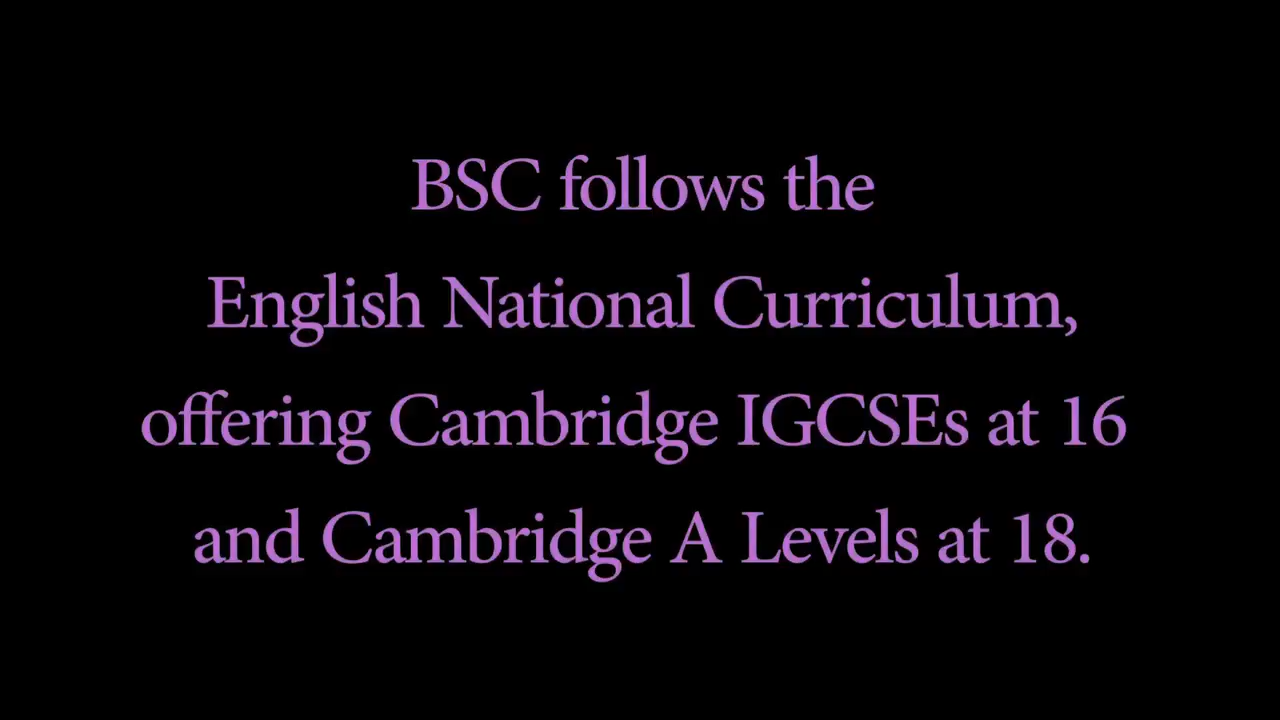 BSC follows the
English National Curriculum,
offering Cambridge IGCSEs at 16
and Cambridge A Levels at 18.